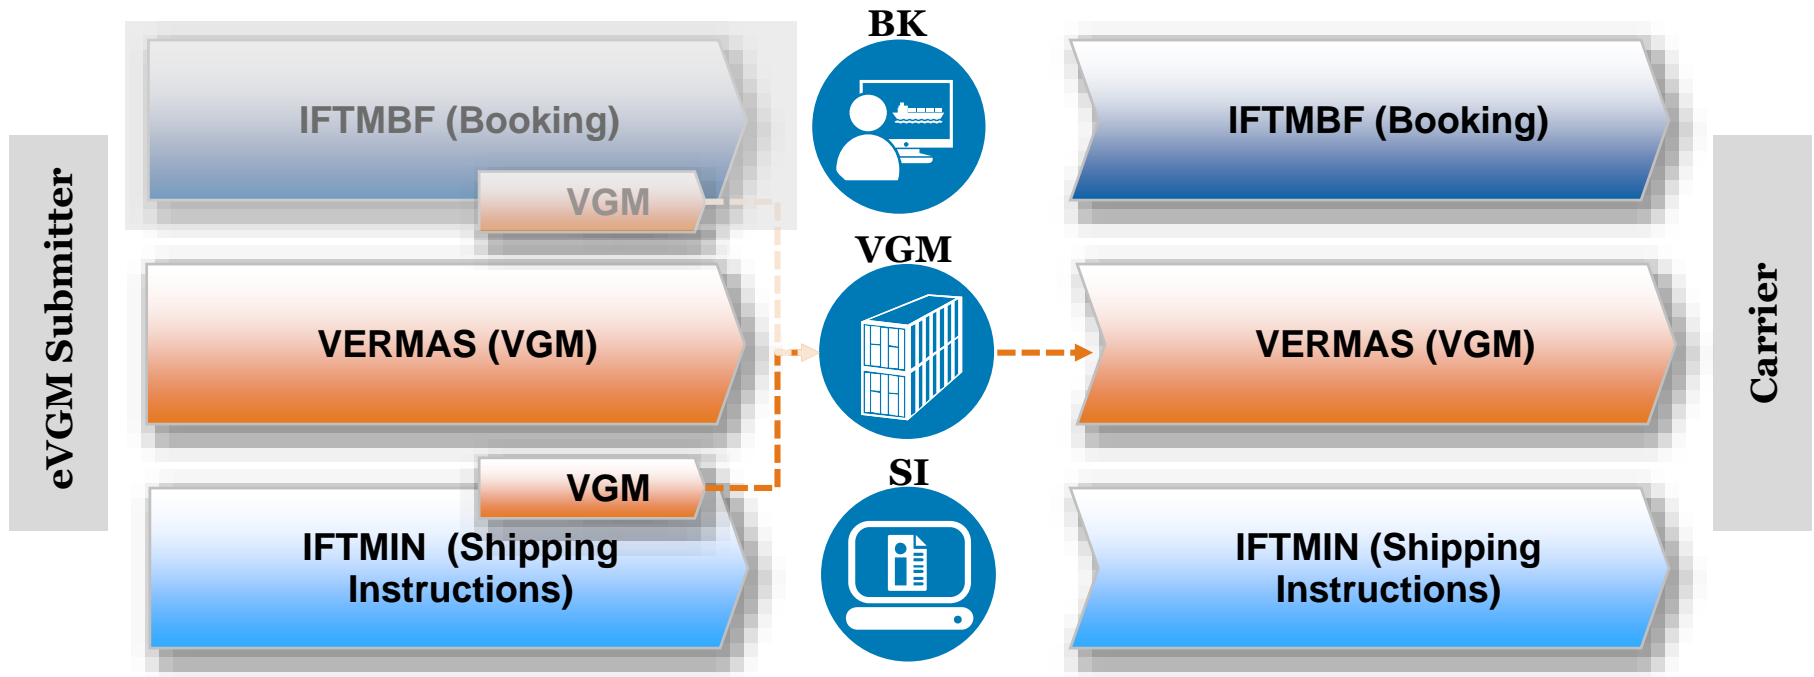 eVGM Submitter
IFTMBF (Booking)
VGM
VERMAS (VGM)
VGM
IFTMIN  (Shipping
Instructions)
BK
VGM
SI
IFTMBF (Booking)
VERMAS (VGM)
IFTMIN (Shipping
Instructions)
Carrier